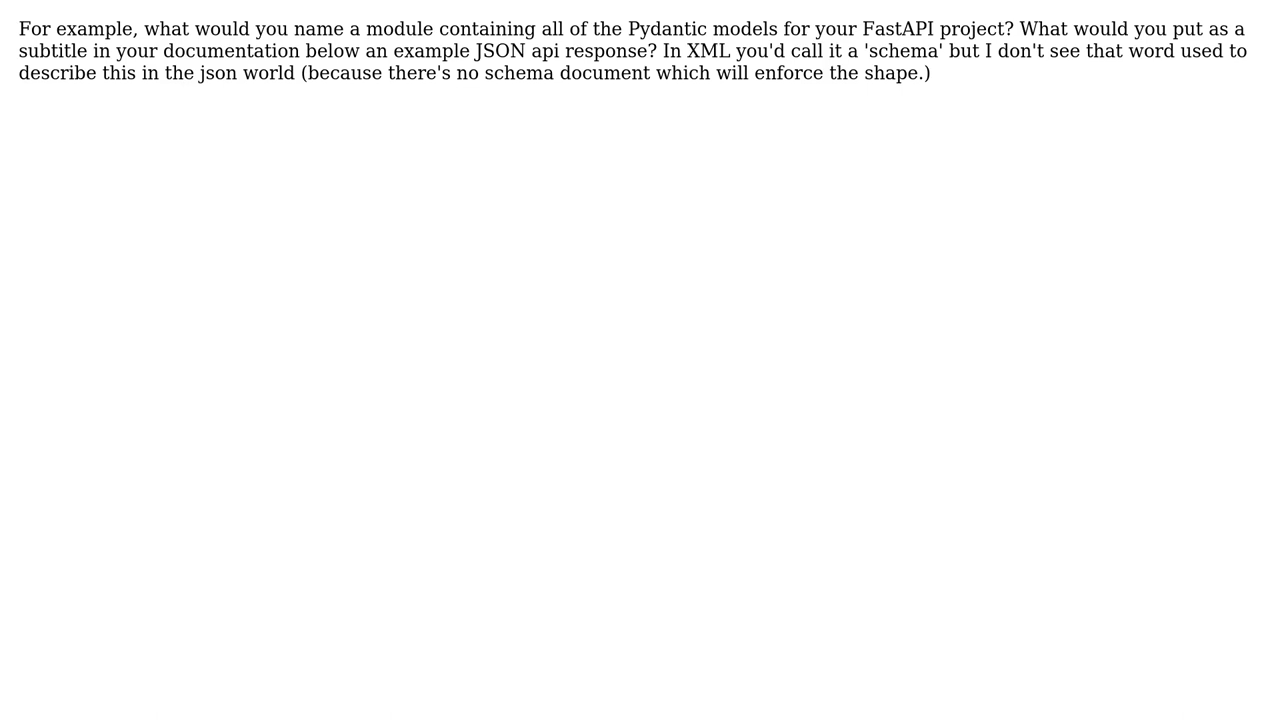 For example, what would you name a module containing all of the Pydantic models for your FastAPI project? What would you put as a
subtitle in your documentation below an example JSON api response? In XML you'd call it a 'schema' but I don't see that word used to
describe this in the json world (because there's no schema document which will enforce the shape.)